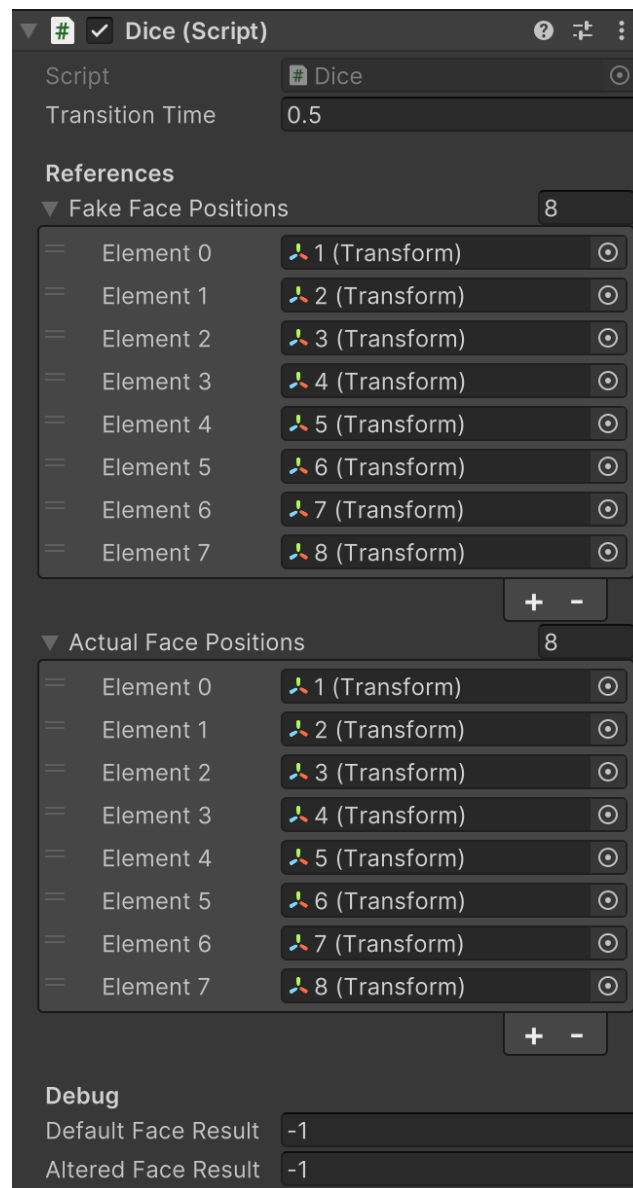 # Dice (Script)
Script # Dice
Transition Time 0.5
References
Fake Face Positions 8
Element 0 1 (Transform)
Element 1 2 (Transform)
Element 2 3 (Transform)
Element 3 4 (Transform)
Element 4 5 (Transform)
Element 5 6 (Transform)
Element 6 7 (Transform)
Element 7 8 (Transform)
+ -
Actual Face Positions 8
Element 0 1 (Transform)
Element 1 2 (Transform)
Element 2 3 (Transform)
Element 3 4 (Transform)
Element 4 5 (Transform)
Element 5 6 (Transform)
Element 6 7 (Transform)
Element 7 8 (Transform)
+ -
Debug
Default Face Result -1
Altered Face Result -1